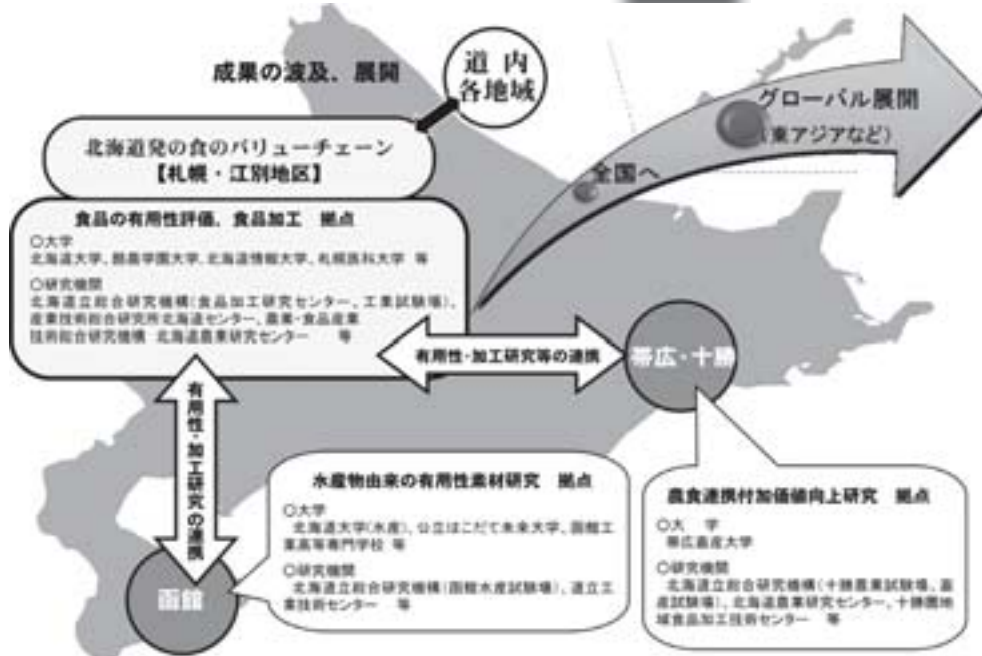 成果の波及、展開
道内
各地域
グローバル展開
(東アジアなど)
全国へ
北海道発の食のバリューチェーン
【札幌・江別地区】
食品の有用性評価、食品加工 拠点
○大学
北海道大学、酪農学園大学、北海道情報大学、札幌医科大学 等
○研究機関
北海道立総合研究機構(食品加工研究センター、工業試験場)、
産業技術総合研究所北海道センター、農業・食品産業
技術総合研究機構 北海道農業研究センター 等
有用性・加工研究等の連携
帯広・十勝
有用性・加工研究の連携
函館
水産物由来の有用性素材研究 拠点
○大学
北海道大学(水産)、公立はこだて未来大学、函館工
業高等専門学校 等
○研究機関
北海道立総合研究機構(函館水産試験場)、道立工
業技術センター 等
農食連携付加価値向上研究 拠点
○大 学
帯広畜産大学
○研究機関
北海道立総合研究機構(十勝農業試験場、畜
産試験場)、北海道農業研究センター、十勝圏地
域食品加工技術センター 等